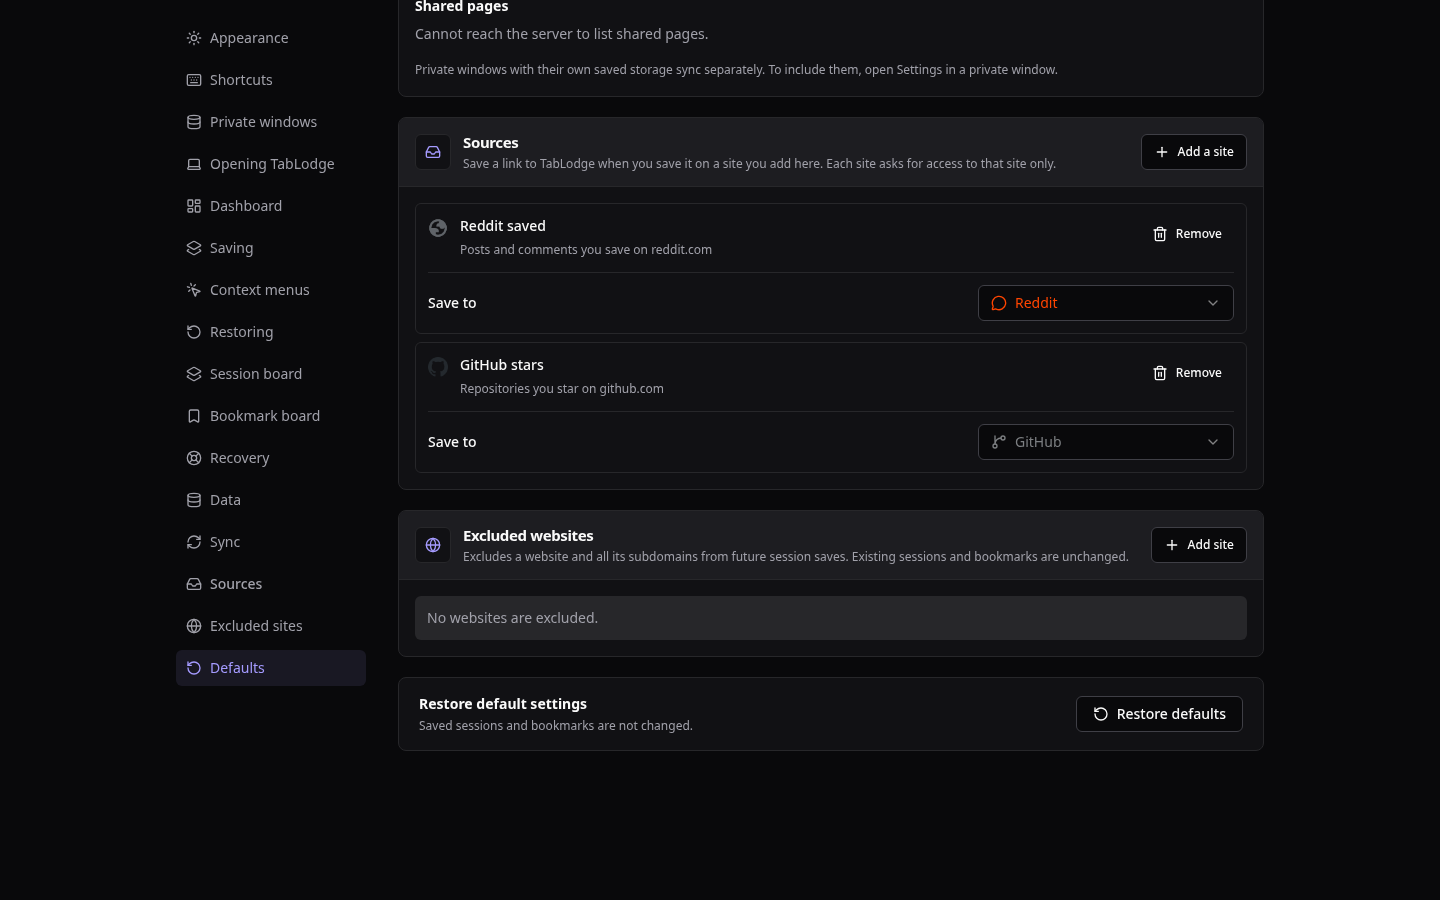 Appearance
Shortcuts
Private windows
Opening TabLodge
Dashboard
Saving
Context menus
Restoring
Session board
Bookmark board
Recovery
Data
Sync
Sources
Excluded sites
Defaults
Shared pages
Cannot reach the server to list shared pages.
Private windows with their own saved storage sync separately. To include them, open Settings in a private window.
Sources
Save a link to TabLodge when you save it on a site you add here. Each site asks for access to that site only.
Add a site
Reddit saved
Posts and comments you save on reddit.com
Remove
Save to
Reddit
GitHub stars
Repositories you star on github.com
Remove
Save to
GitHub
Excluded websites
Excludes a website and all its subdomains from future session saves. Existing sessions and bookmarks are unchanged.
Add site
No websites are excluded.
Restore default settings
Saved sessions and bookmarks are not changed.
Restore defaults